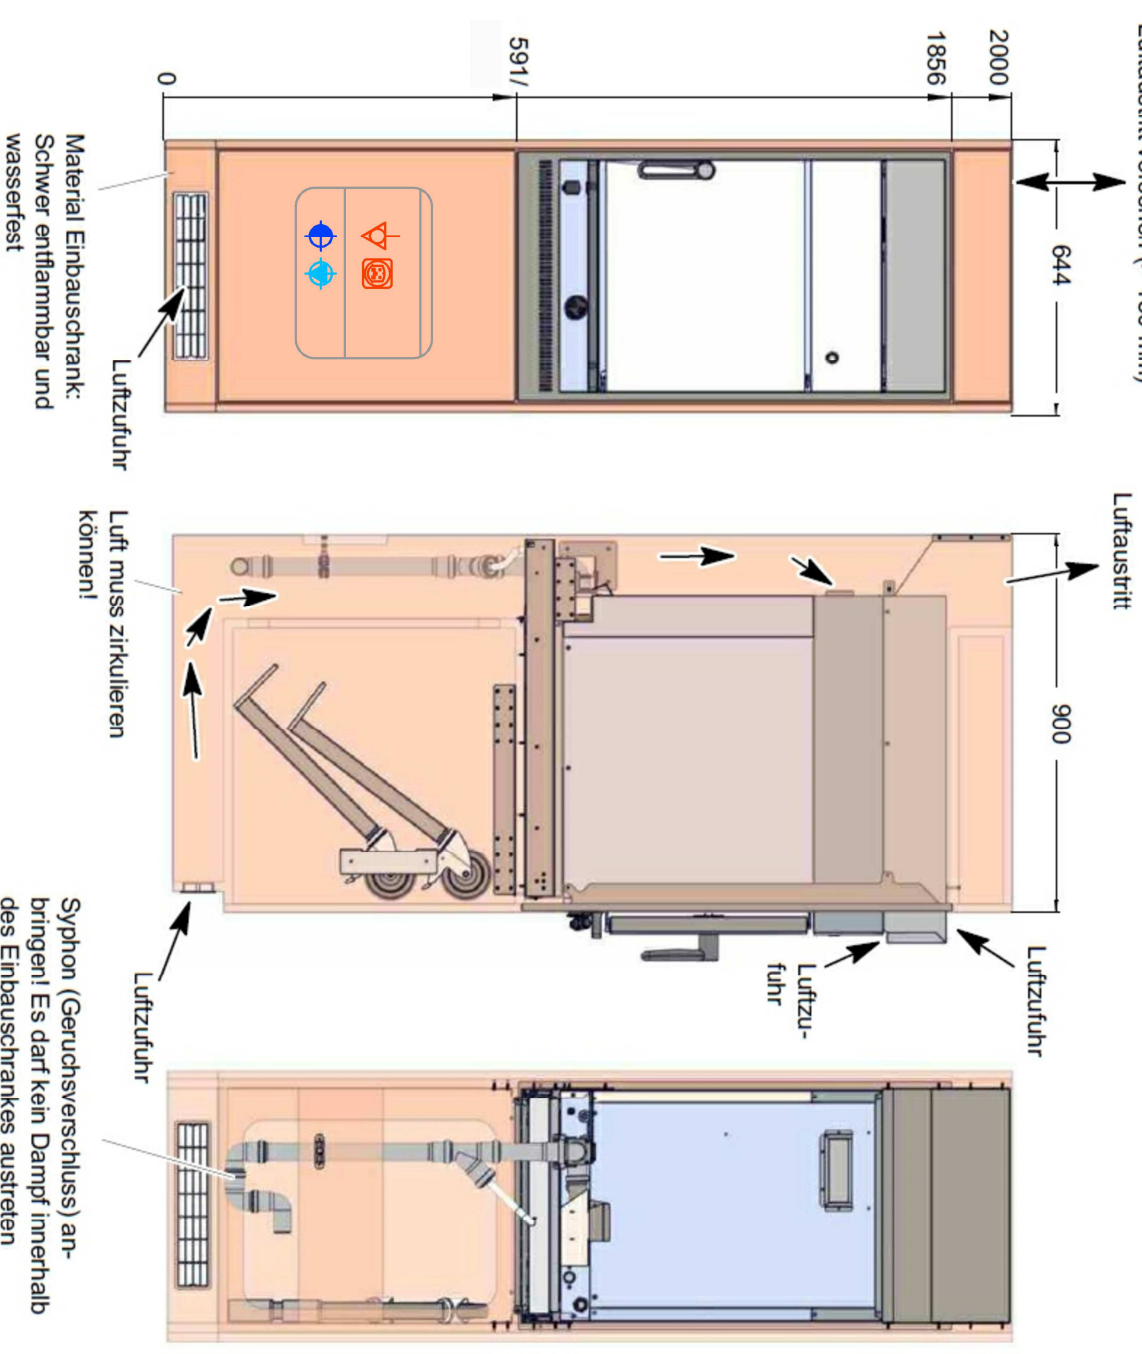 2000
1856
591/
0
644
Luftaustritt
900
Luftzufuhr
Luftzu-
fuhr
Luftzufuhr
Material Einbauschrank:
Schwer entflammbar und
wasserfest
Luft muss zirkulieren
können!
Luftzufuhr
Syphon (Geruchsverschluss) an-
bringen! Es darf kein Dampf innerhalb
des Einbauschrankes austreten